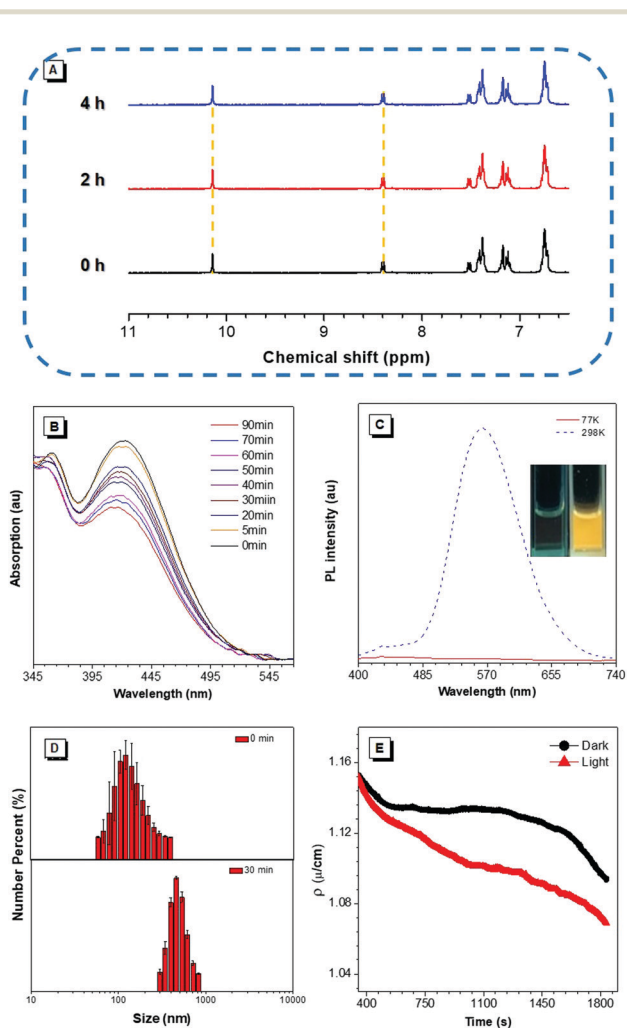 A
4 h
2 h
0 h
11 10 9 8 7
Chemical shift (ppm)
B
90min
70min
60min
50min
40min
30miin
20min
5min
0min
Absorption (au)
345 395 445 495 545
Wavelength (nm)
C
77K
298K
PL intensity (au)
400 485 570 655 740
Wavelength (nm)
D
0 min
30 min
Number Percent (%)
10 100 1000 10000
Size (nm)
E
Dark
Light
1.16
1.12
1.08
1.04
ρ (µ/cm)
400 750 1100 1450 1800
Time (s)